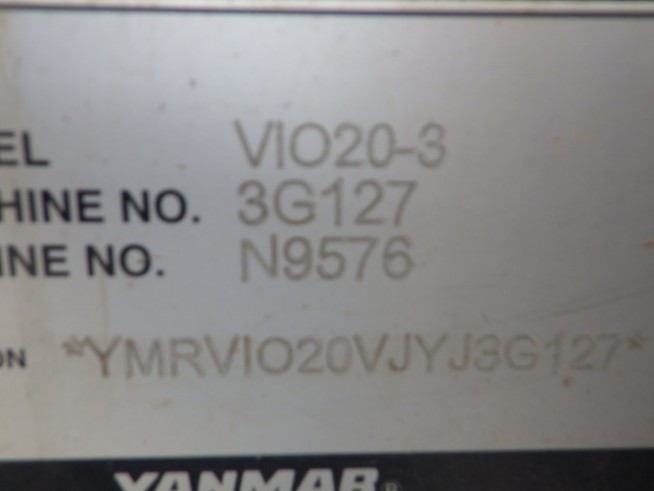 EL VIO20-3
HINE NO. 3G127
INE NO. N9576
ON *YMRVIO20VJYJ3G127*
YANMAR®